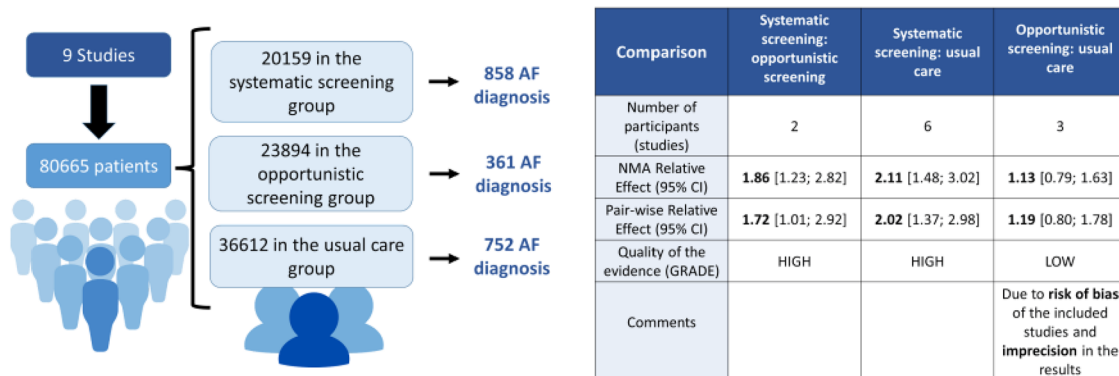 9 Studies
80665 patients
20159 in the
systematic screening
group
858 AF
diagnosis
23894 in the
opportunistic
screening group
361 AF
diagnosis
36612 in the usual care
group
752 AF
diagnosis
Comparison
Systematic
screening:
opportunistic
screening
Systematic
screening: usual
care
Opportunistic
screening: usual
care
Number of
participants
(studies)
2
6
3
NMA Relative
Effect (95% CI)
1.86 [1.23; 2.82]
2.11 [1.48; 3.02]
1.13 [0.79; 1.63]
Pair-wise Relative
Effect (95% CI)
1.72 [1.01; 2.92]
2.02 [1.37; 2.98]
1.19 [0.80; 1.78]
Quality of the
evidence (GRADE)
HIGH
HIGH
LOW
Comments
Due to risk of bias
of the included
studies and
imprecision in the
results